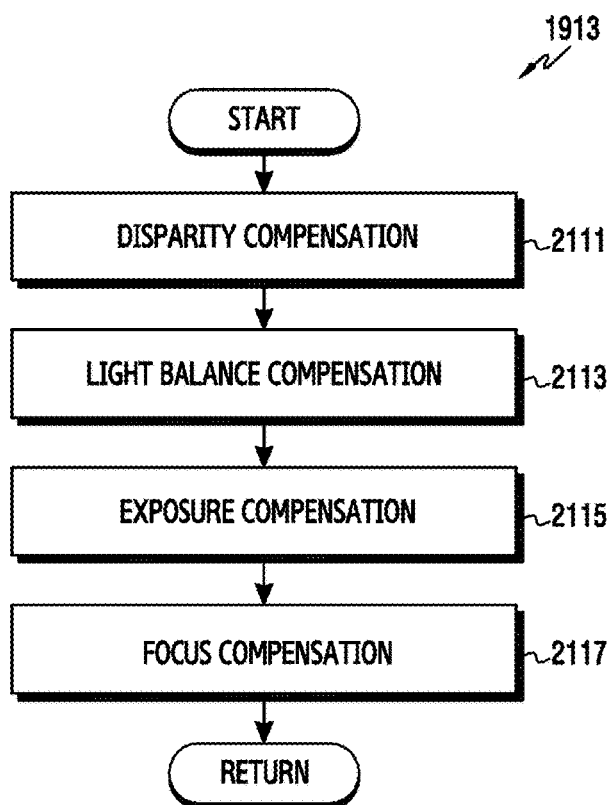 1913
START
DISPARITY COMPENSATION
2111
LIGHT BALANCE COMPENSATION
2113
EXPOSURE COMPENSATION
2115
FOCUS COMPENSATION
2117
RETURN